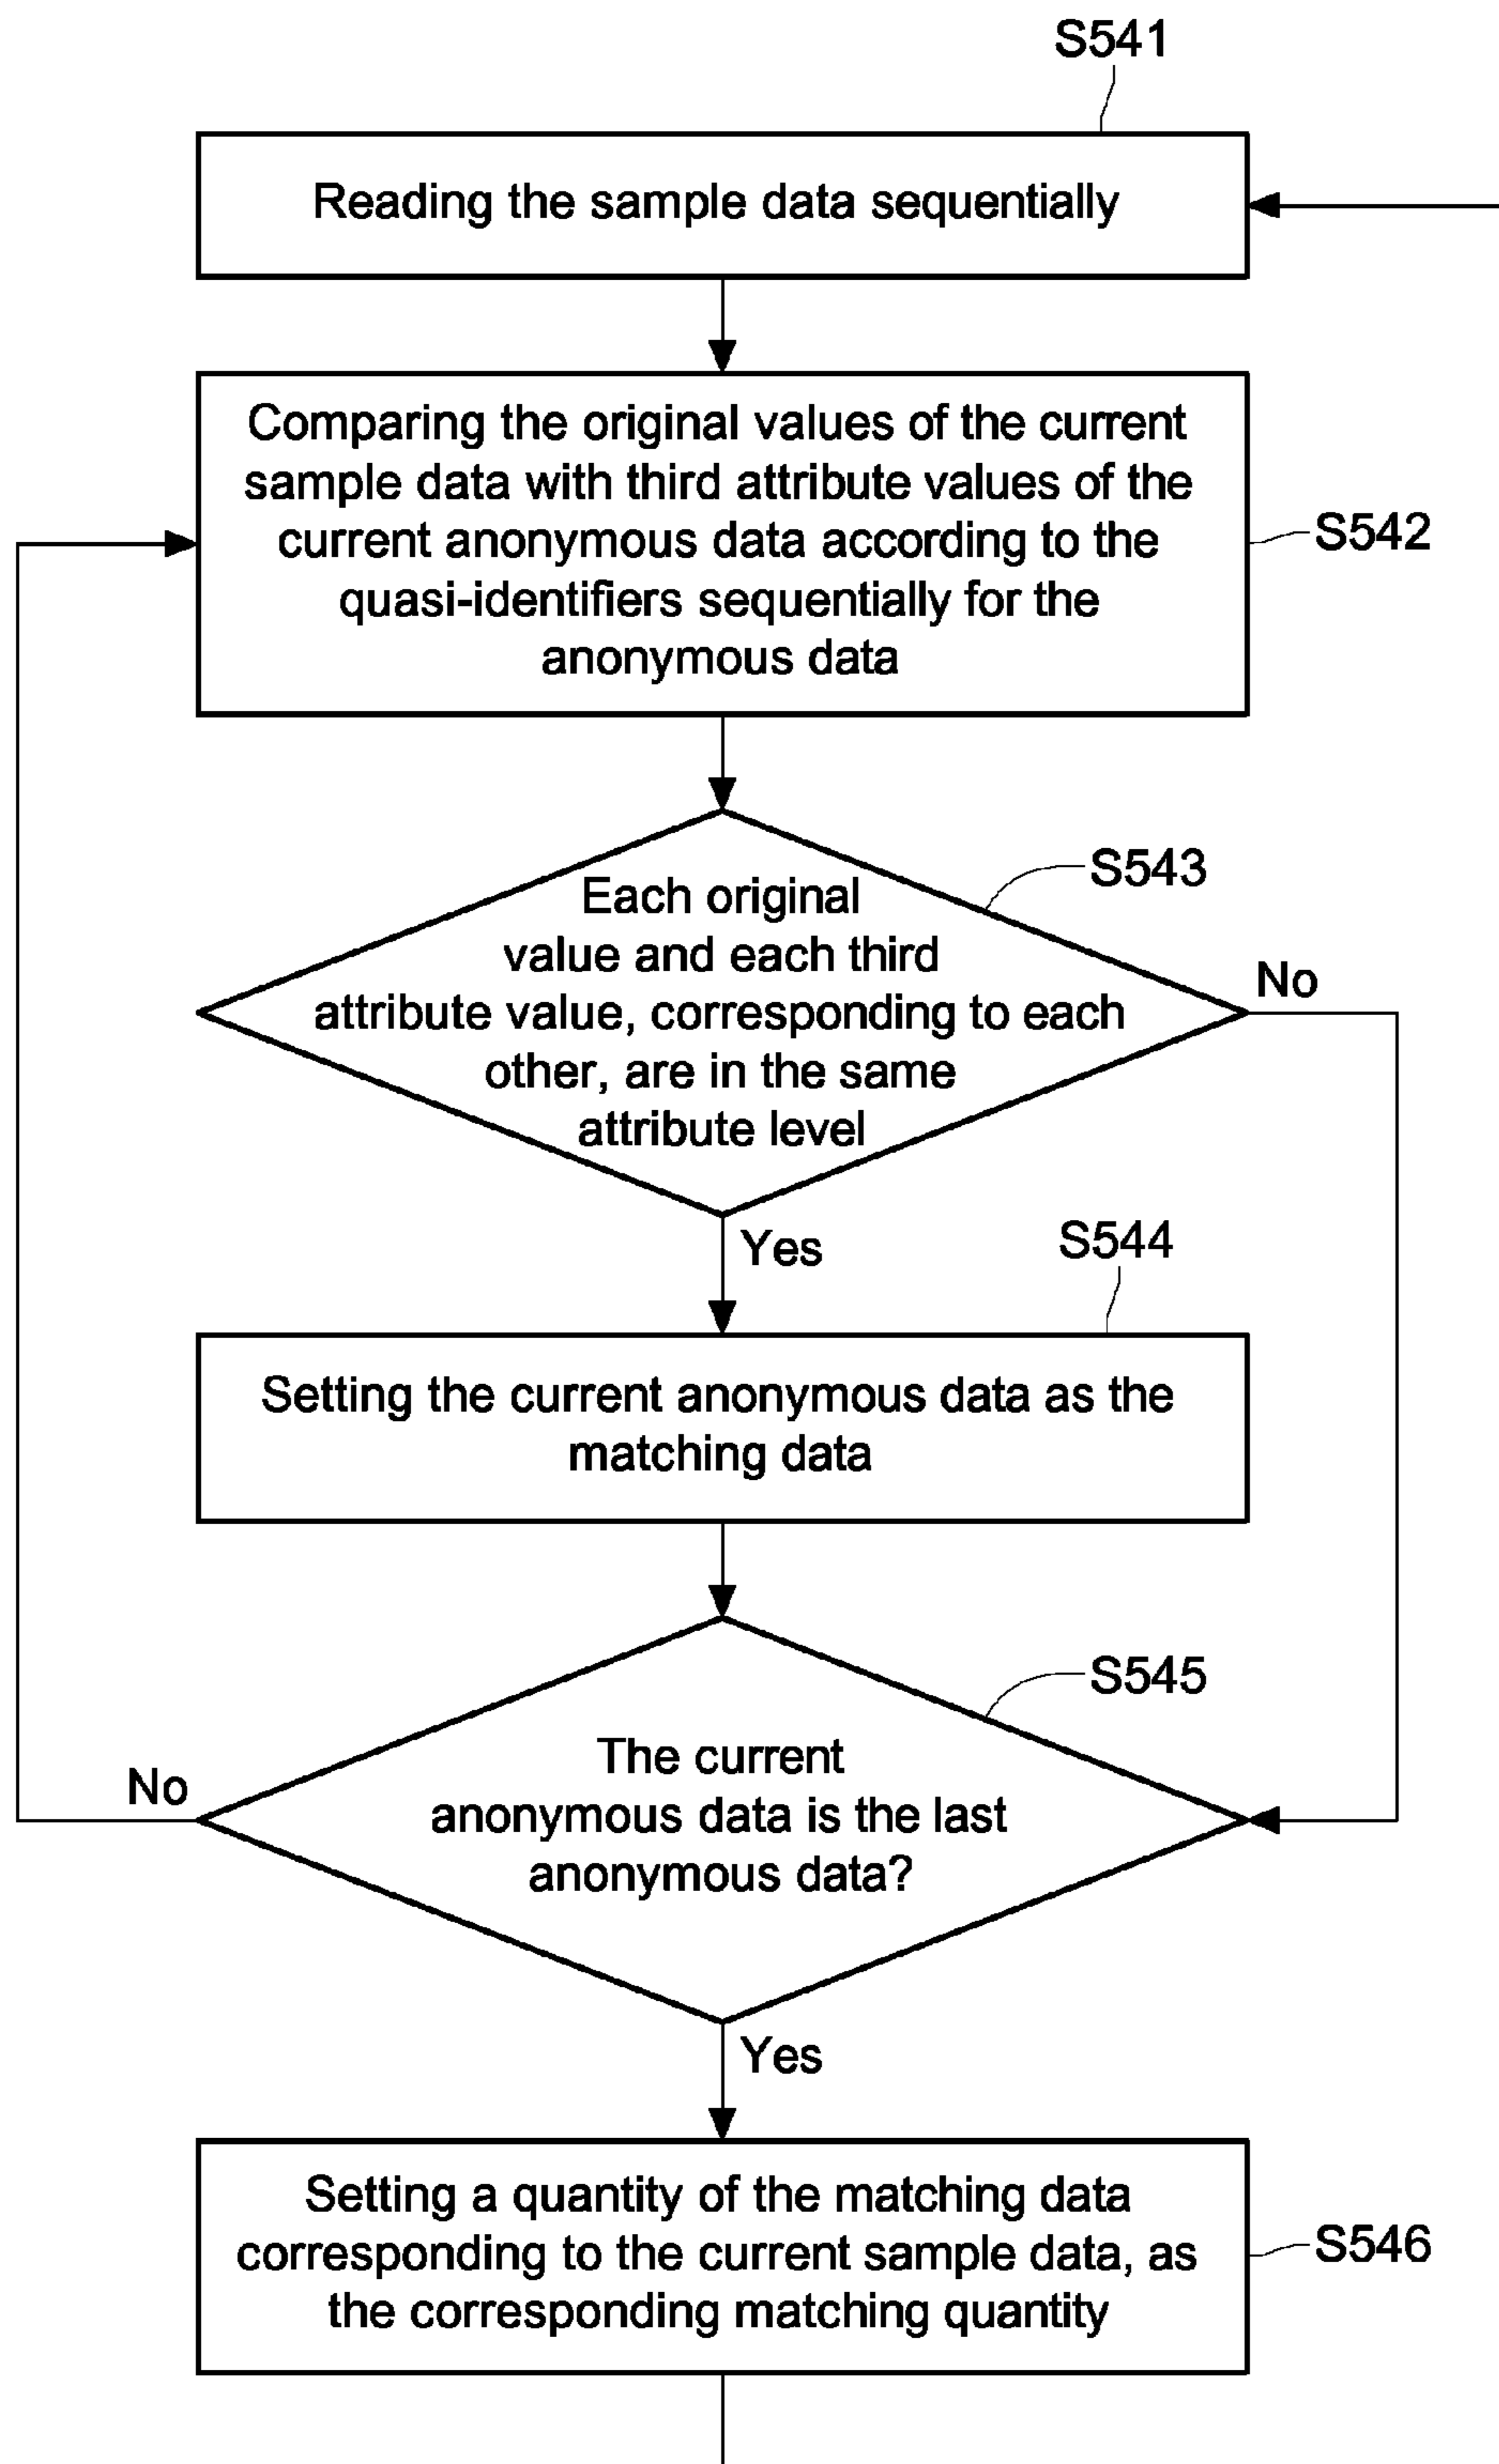 S541
Reading the sample data sequentially
Comparing the original values of the current
sample data with third attribute values of the
current anonymous data according to the
quasi-identifiers sequentially for the
anonymous data
S542
S543
Each original
value and each third
attribute value, corresponding to each
other, are in the same
attribute level
No
Yes
S544
Setting the current anonymous data as the
matching data
S545
The current
anonymous data is the last
anonymous data?
No
Yes
Setting a quantity of the matching data
corresponding to the current sample data, as
the corresponding matching quantity
S546